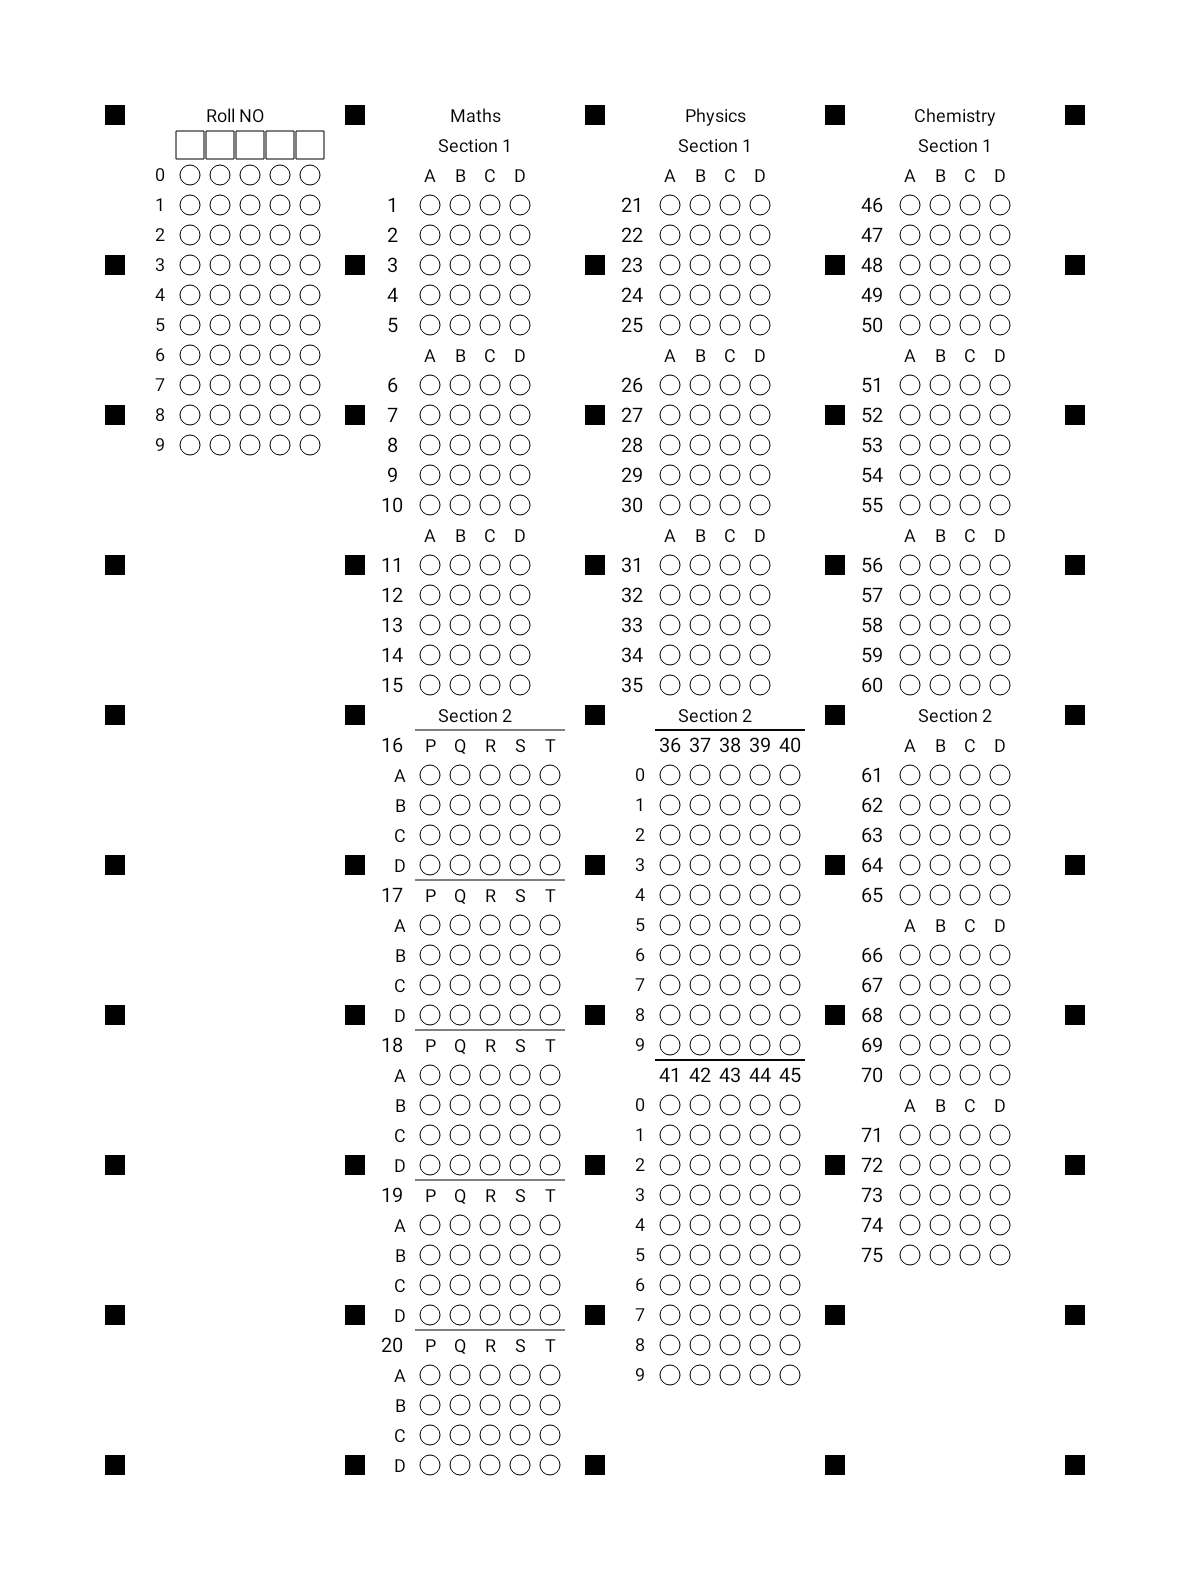 Roll NO
0
1
2
3
4
5
6
7
8
9
Maths
Section 1
A B C D
1
2
3
4
5
A B C D
6
7
8
9
10
A B C D
11
12
13
14
15
Section 2
16 P Q R S T
A
B
C
D
17 P Q R S T
A
B
C
D
18 P Q R S T
A
B
C
D
19 P Q R S T
A
B
C
D
20 P Q R S T
A
B
C
D
Physics
Section 1
A B C D
21
22
23
24
25
A B C D
26
27
28
29
30
A B C D
31
32
33
34
35
Section 2
36 37 38 39 40
0
1
2
3
4
5
6
7
8
9
41 42 43 44 45
0
1
2
3
4
5
6
7
8
9
Chemistry
Section 1
A B C D
46
47
48
49
50
A B C D
51
52
53
54
55
A B C D
56
57
58
59
60
Section 2
A B C D
61
62
63
64
65
A B C D
66
67
68
69
70
A B C D
71
72
73
74
75